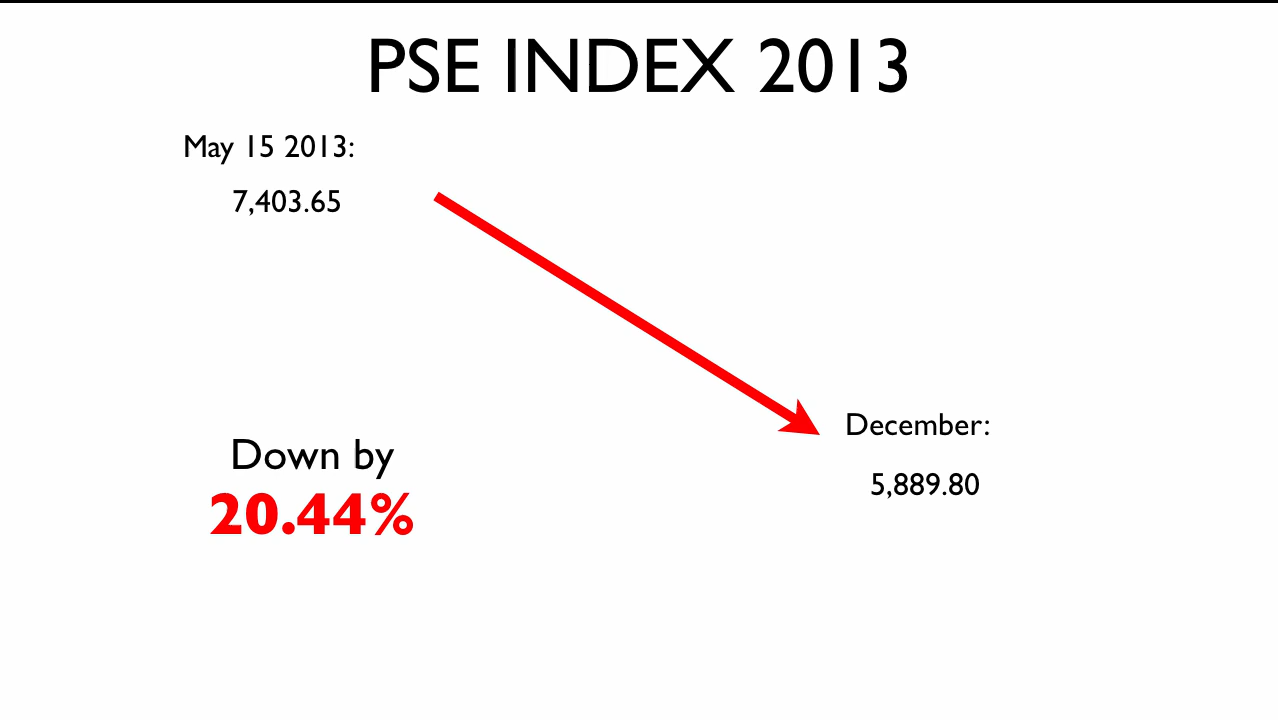 PSE INDEX 2013
May 15 2013:
7,403.65
December:
5,889.80
Down by
20.44%